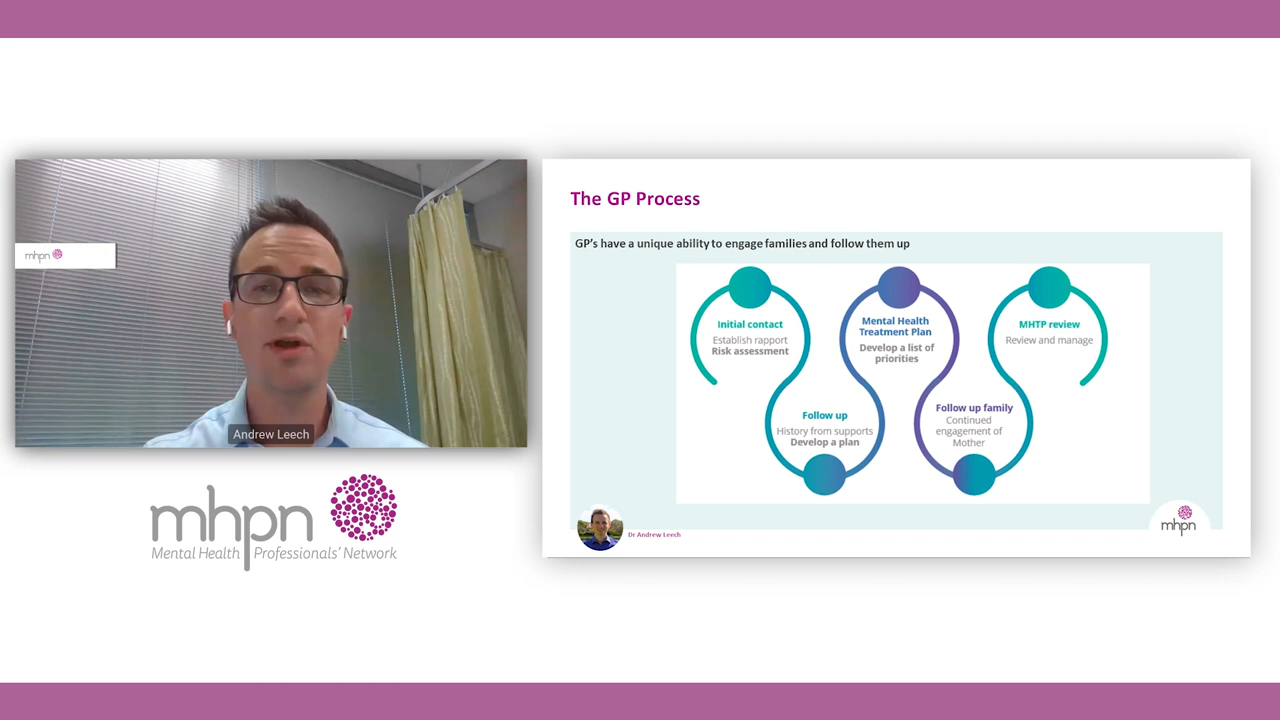 mhpn
Andrew Leech
mhpn
Mental Health Professionals' Network
The GP Process
GP's have a unique ability to engage families and follow them up
Initial contact
Establish rapport
Risk assessment
Follow up
History from supports
Develop a plan
Mental Health
Treatment Plan
Develop a list of
priorities
Follow up family
Continued
engagement of
Mother
MHTP review
Review and manage
Dr Andrew Leech
mhpn